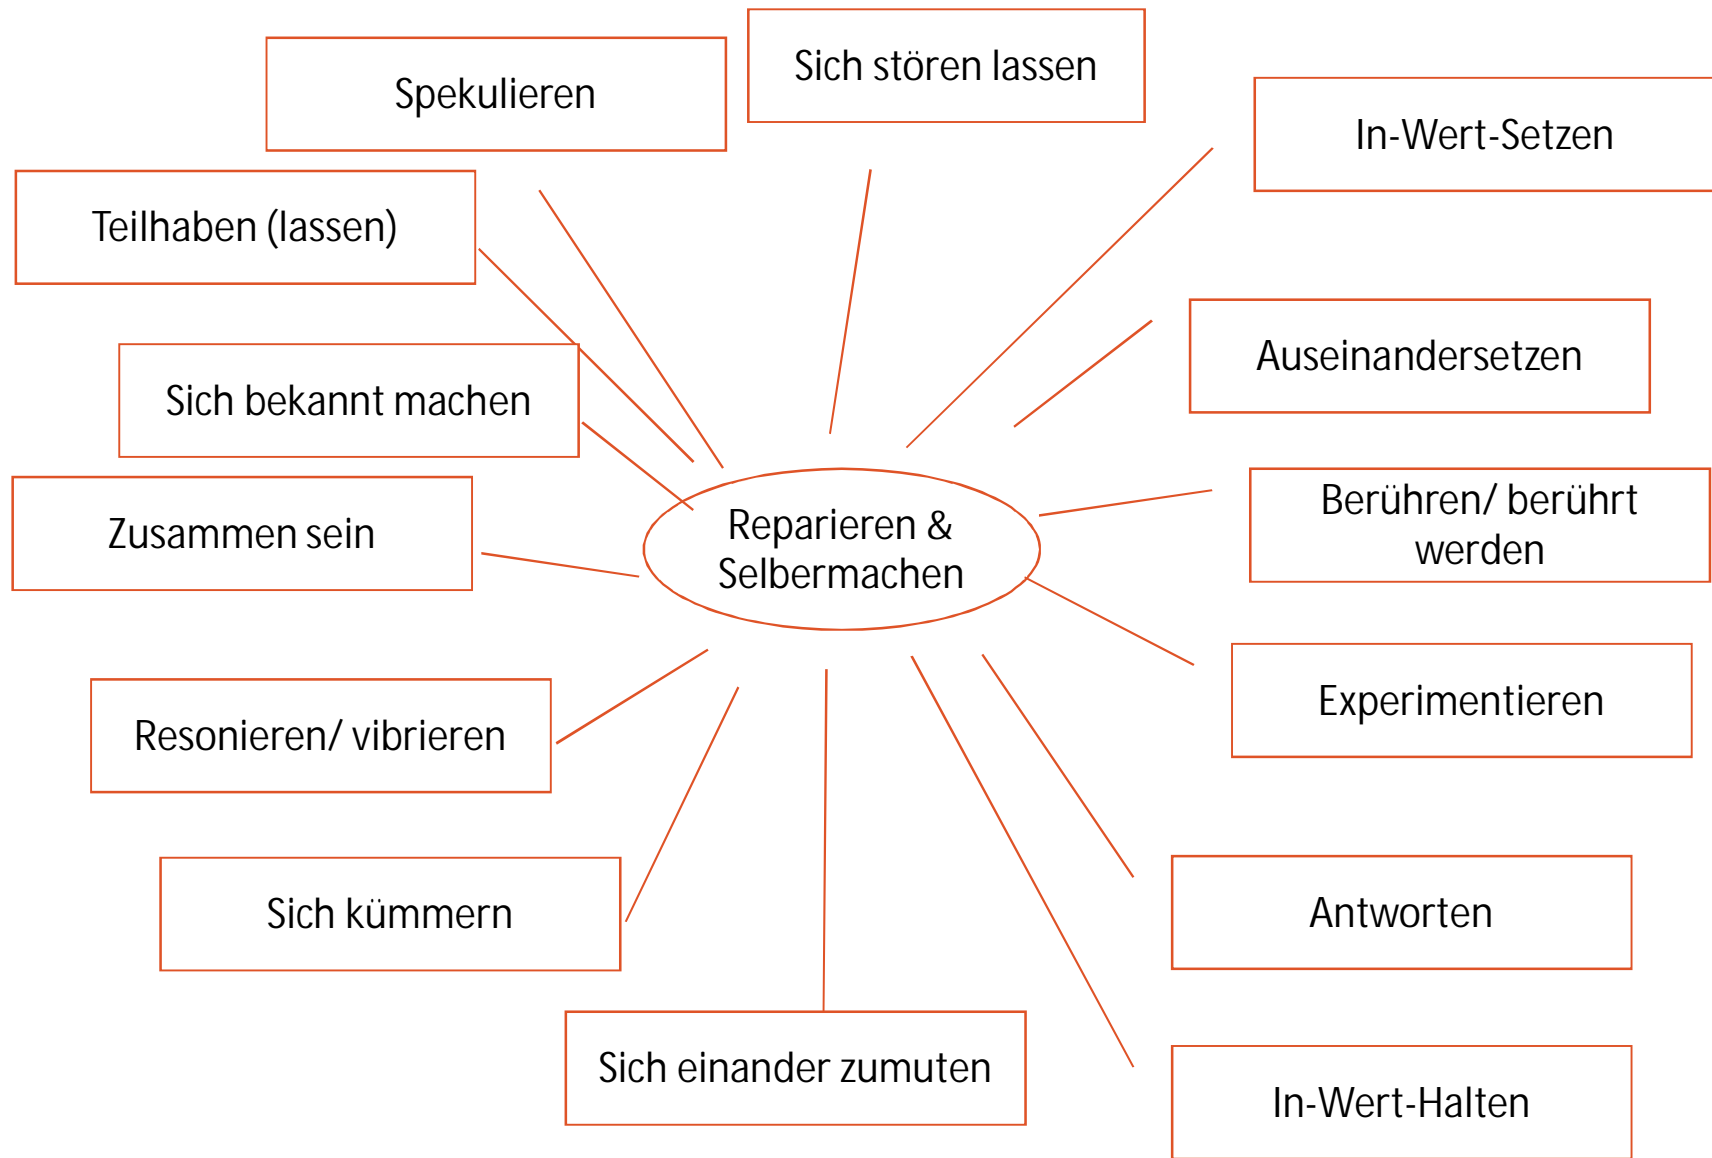 Sich stören lassen
Spekulieren
In-Wert-Setzen
Teilhaben (lassen)
Auseinandersetzen
Sich bekannt machen
Berühren/ berührt
werden
Zusammen sein
Reparieren &
Selbermachen
Experimentieren
Resonieren/ vibrieren
Sich kümmern
Antworten
Sich einander zumuten
In-Wert-Halten